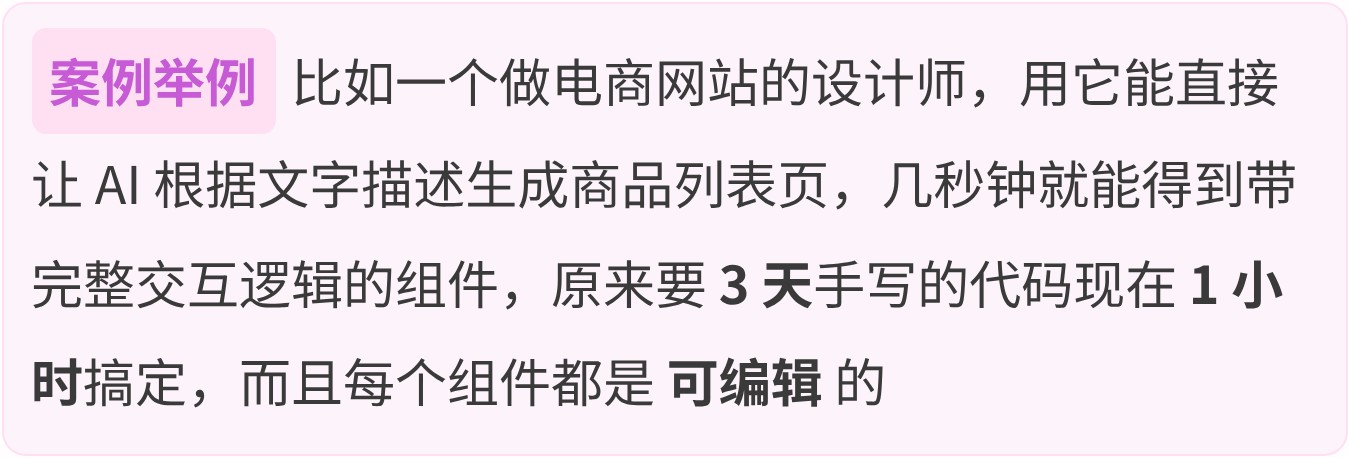 案例举例 比如一个做电商网站的设计师，用它能直接
让 AI 根据文字描述生成商品列表页，几秒钟就能得到带
完整交互逻辑的组件，原来要 3 天手写的代码现在 1 小
时搞定，而且每个组件都是 可编辑 的